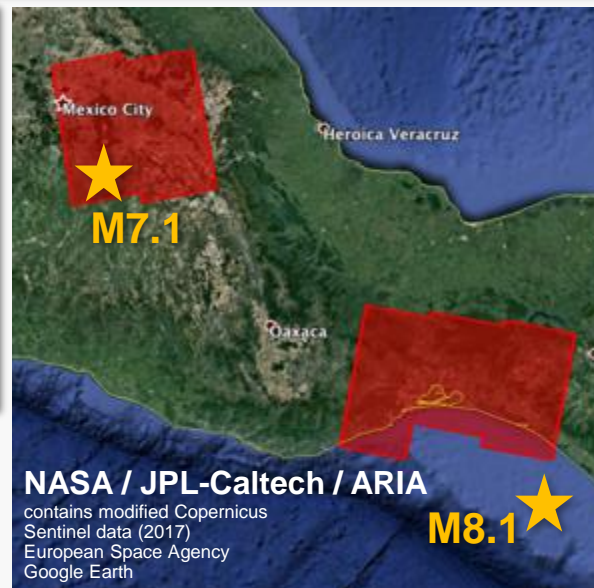 Mexico City
Heroica Veracruz
M7.1
Oaxaca
NASA / JPL-Caltech / ARIA
contains modified Copernicus
Sentinel data (2017)
European Space Agency
Google Earth
M8.1